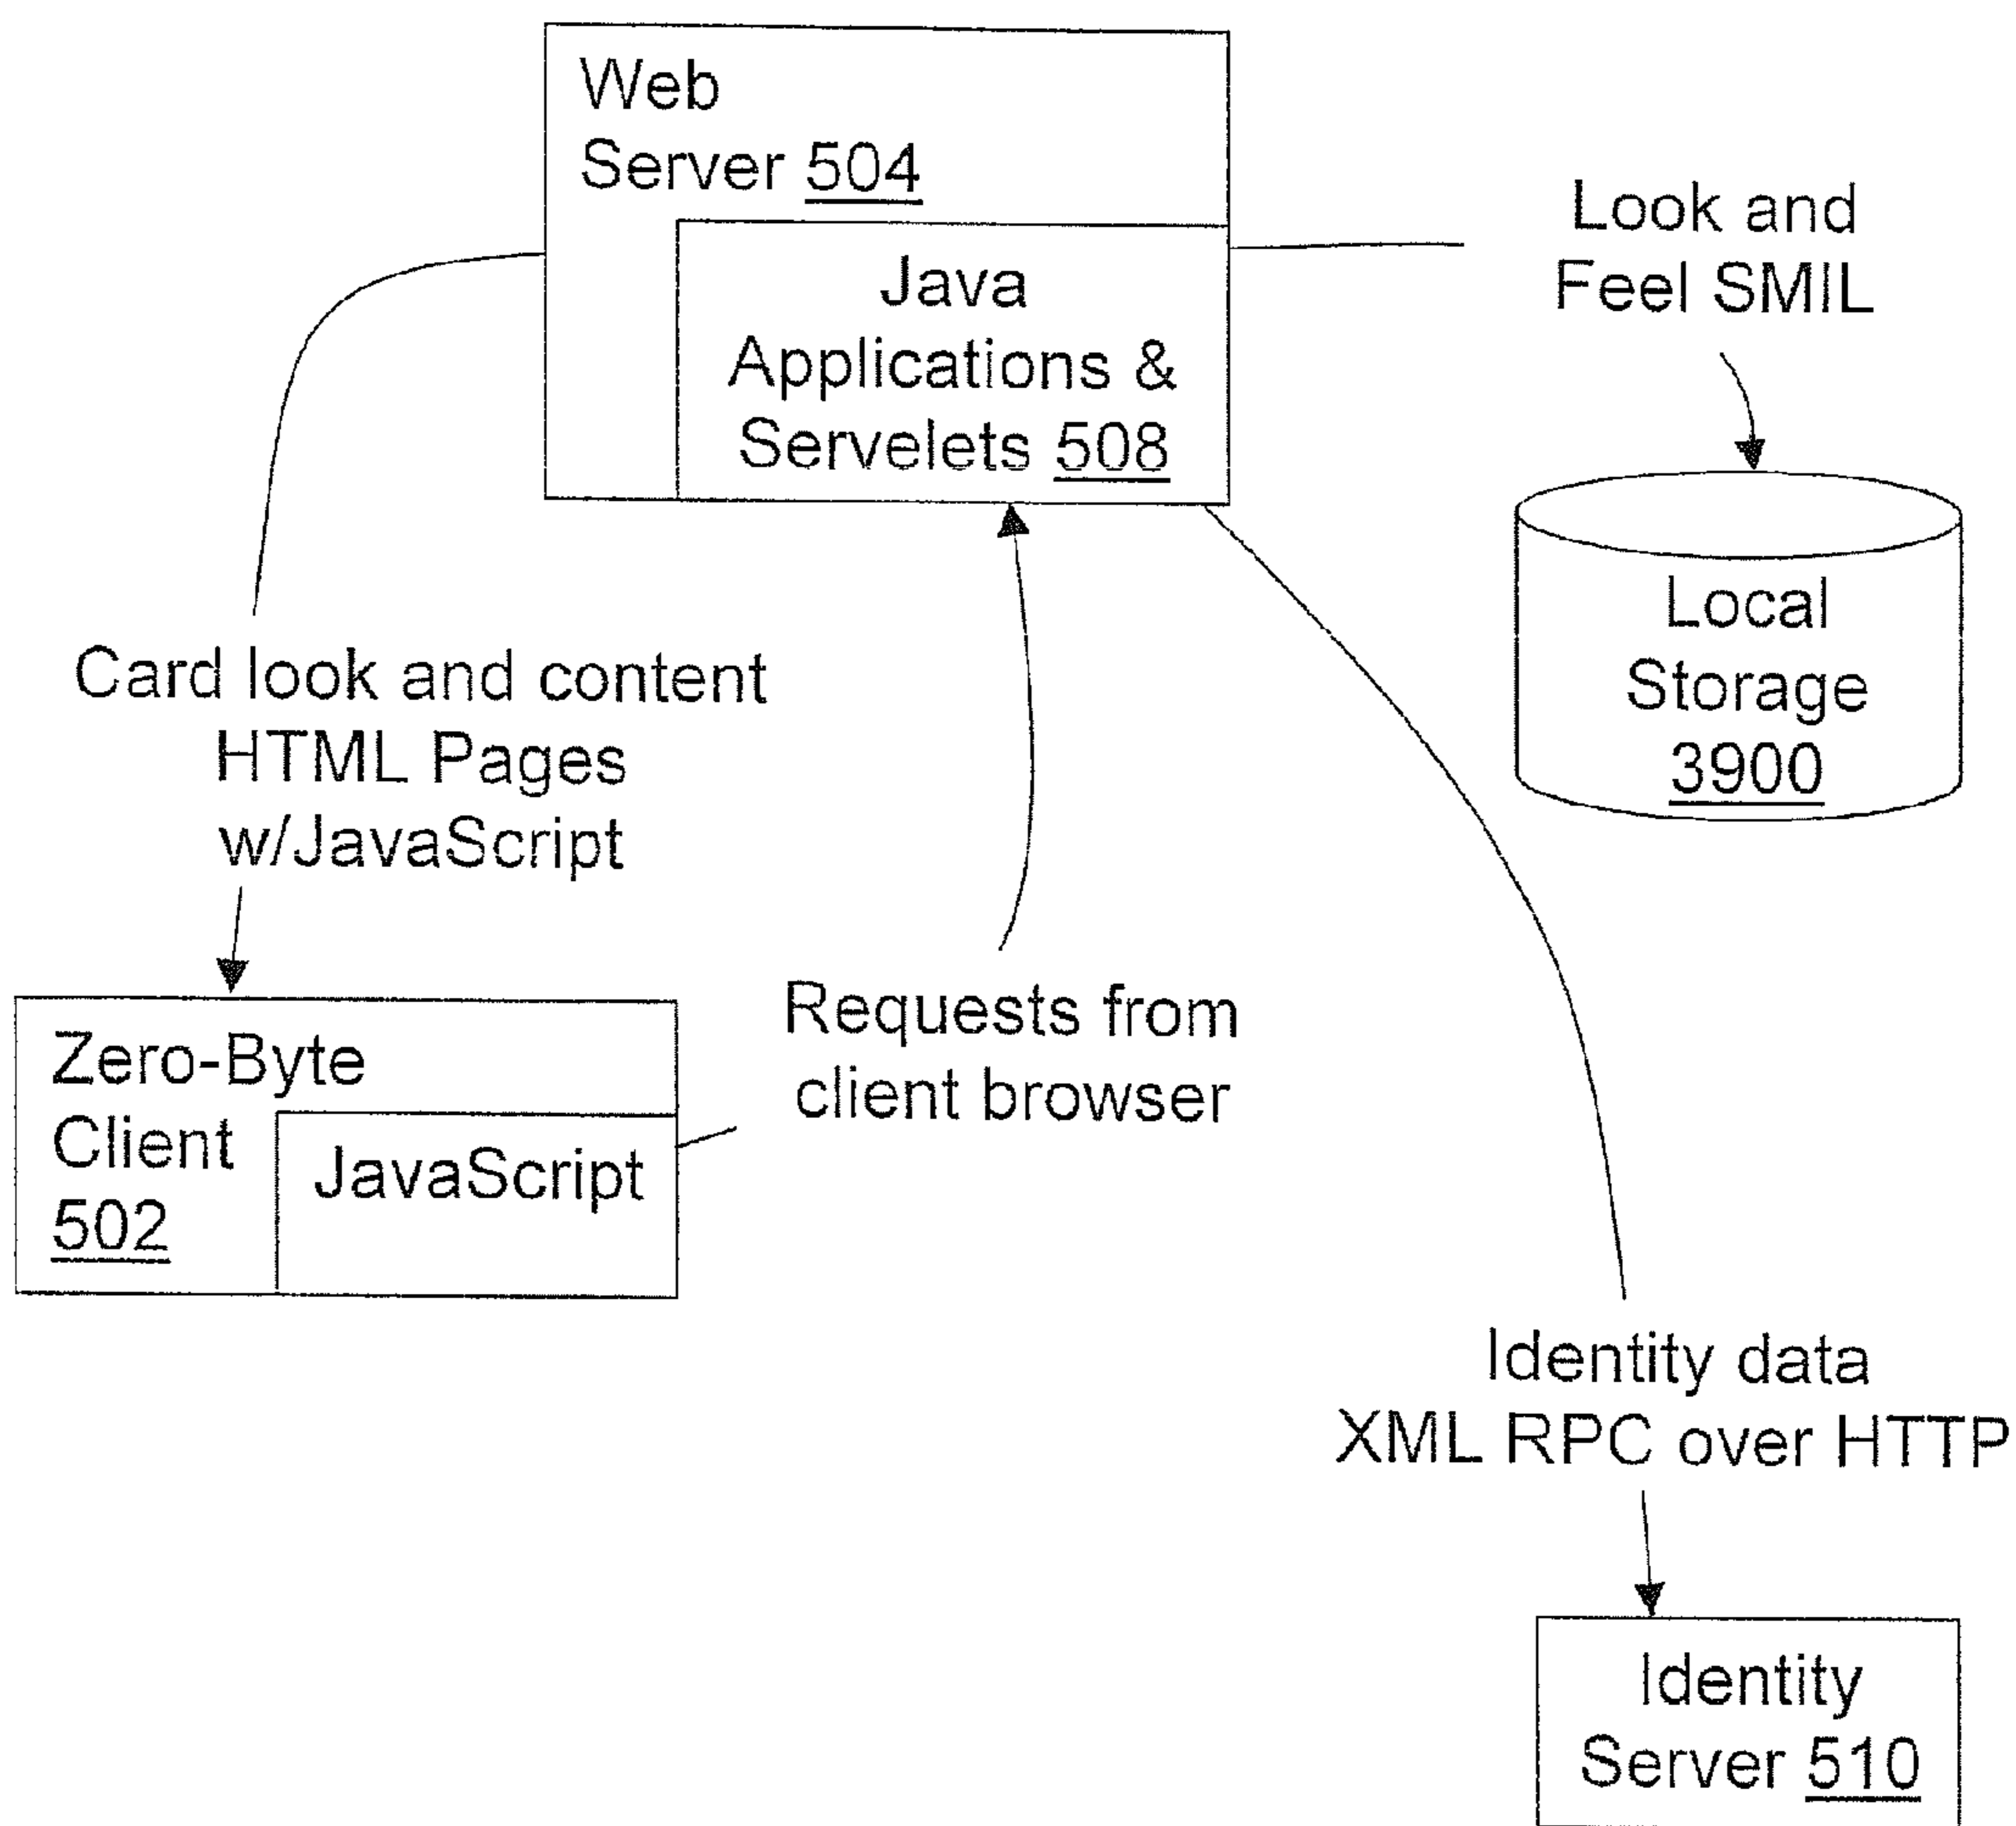 Web
Server 504
Java
Applications &
Servelets 508
Look and
Feel SMIL
Local
Storage
3900
Card look and content
HTML Pages
w/JavaScript
Zero-Byte
Client
502
JavaScript
Requests from
client browser
Identity data
XML RPC over HTTP
Identity
Server 510